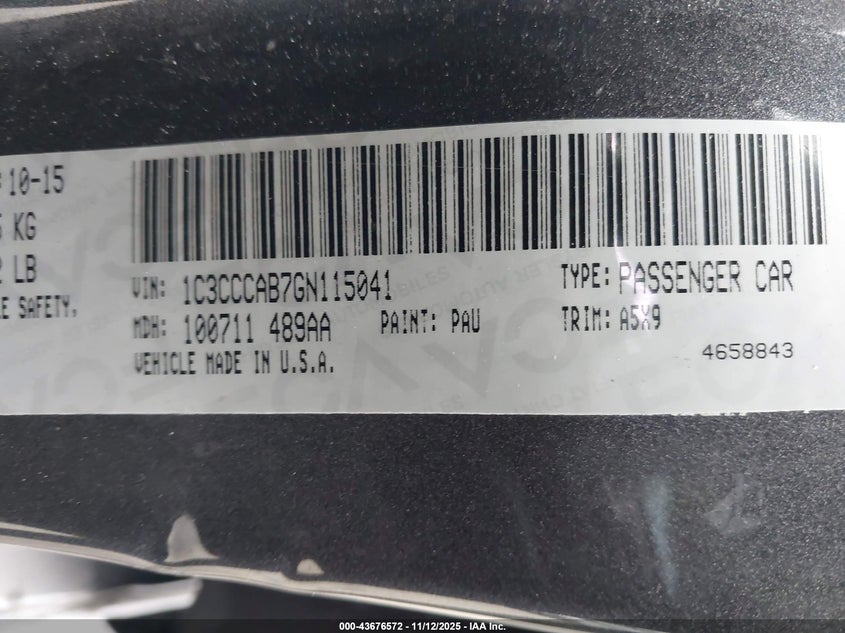 10-15
KG
LB
SAFETY.
VIN: 1C3CCCAB7GN115041
TYPE: PASSENGER CAR
MDH: 100711 489AA
PAINT: PAU
TRIM: A5X9
VEHICLE MADE IN U.S.A.
4658843
000-43676572 — 11/12/2025 — IAA Inc.